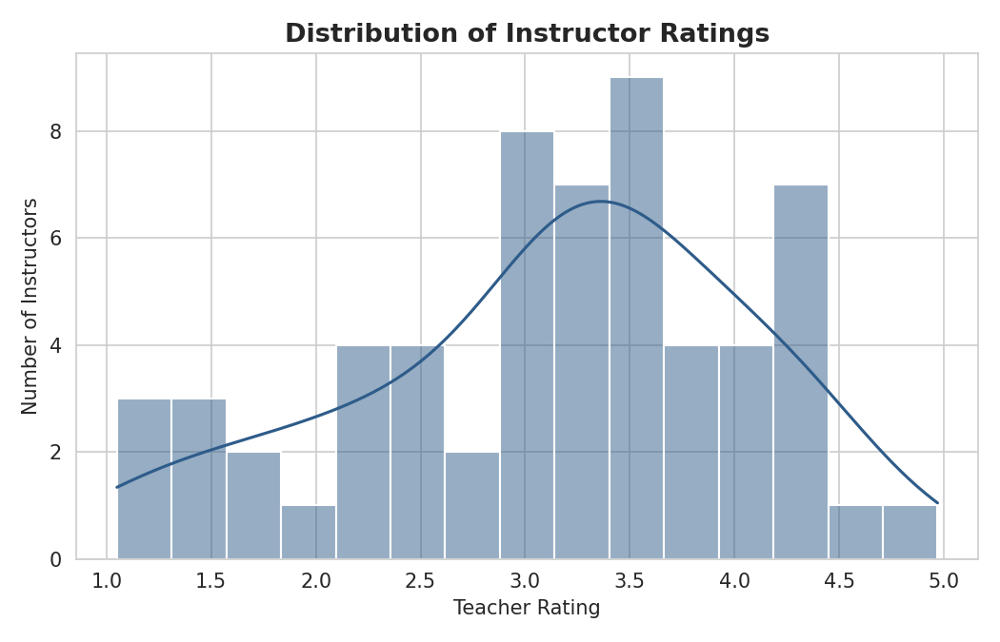 Distribution of Instructor Ratings
Number of Instructors
8
6
4
2
0
1.0 1.5 2.0 2.5 3.0 3.5 4.0 4.5 5.0
Teacher Rating